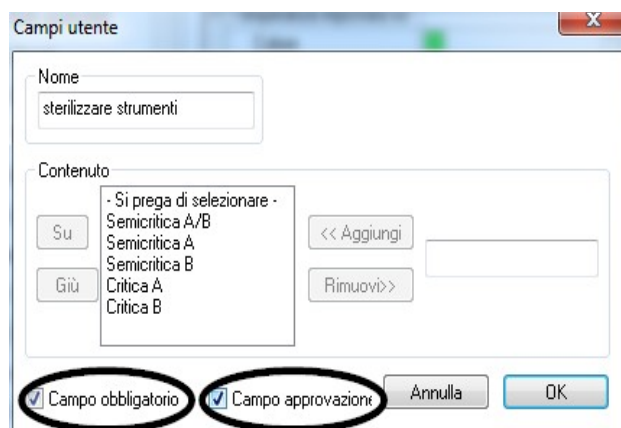 Campi utente
X
Nome
sterilizzare strumenti
Contenuto
- Si prega di selezionare -
Semicritica A/B
Semicritica A
Semicritica B
Critica A
Critica B
Su
Giù
<< Aggiungi
Rimuovi>>
Campo obbligatorio
Campo approvazione
Annulla
OK